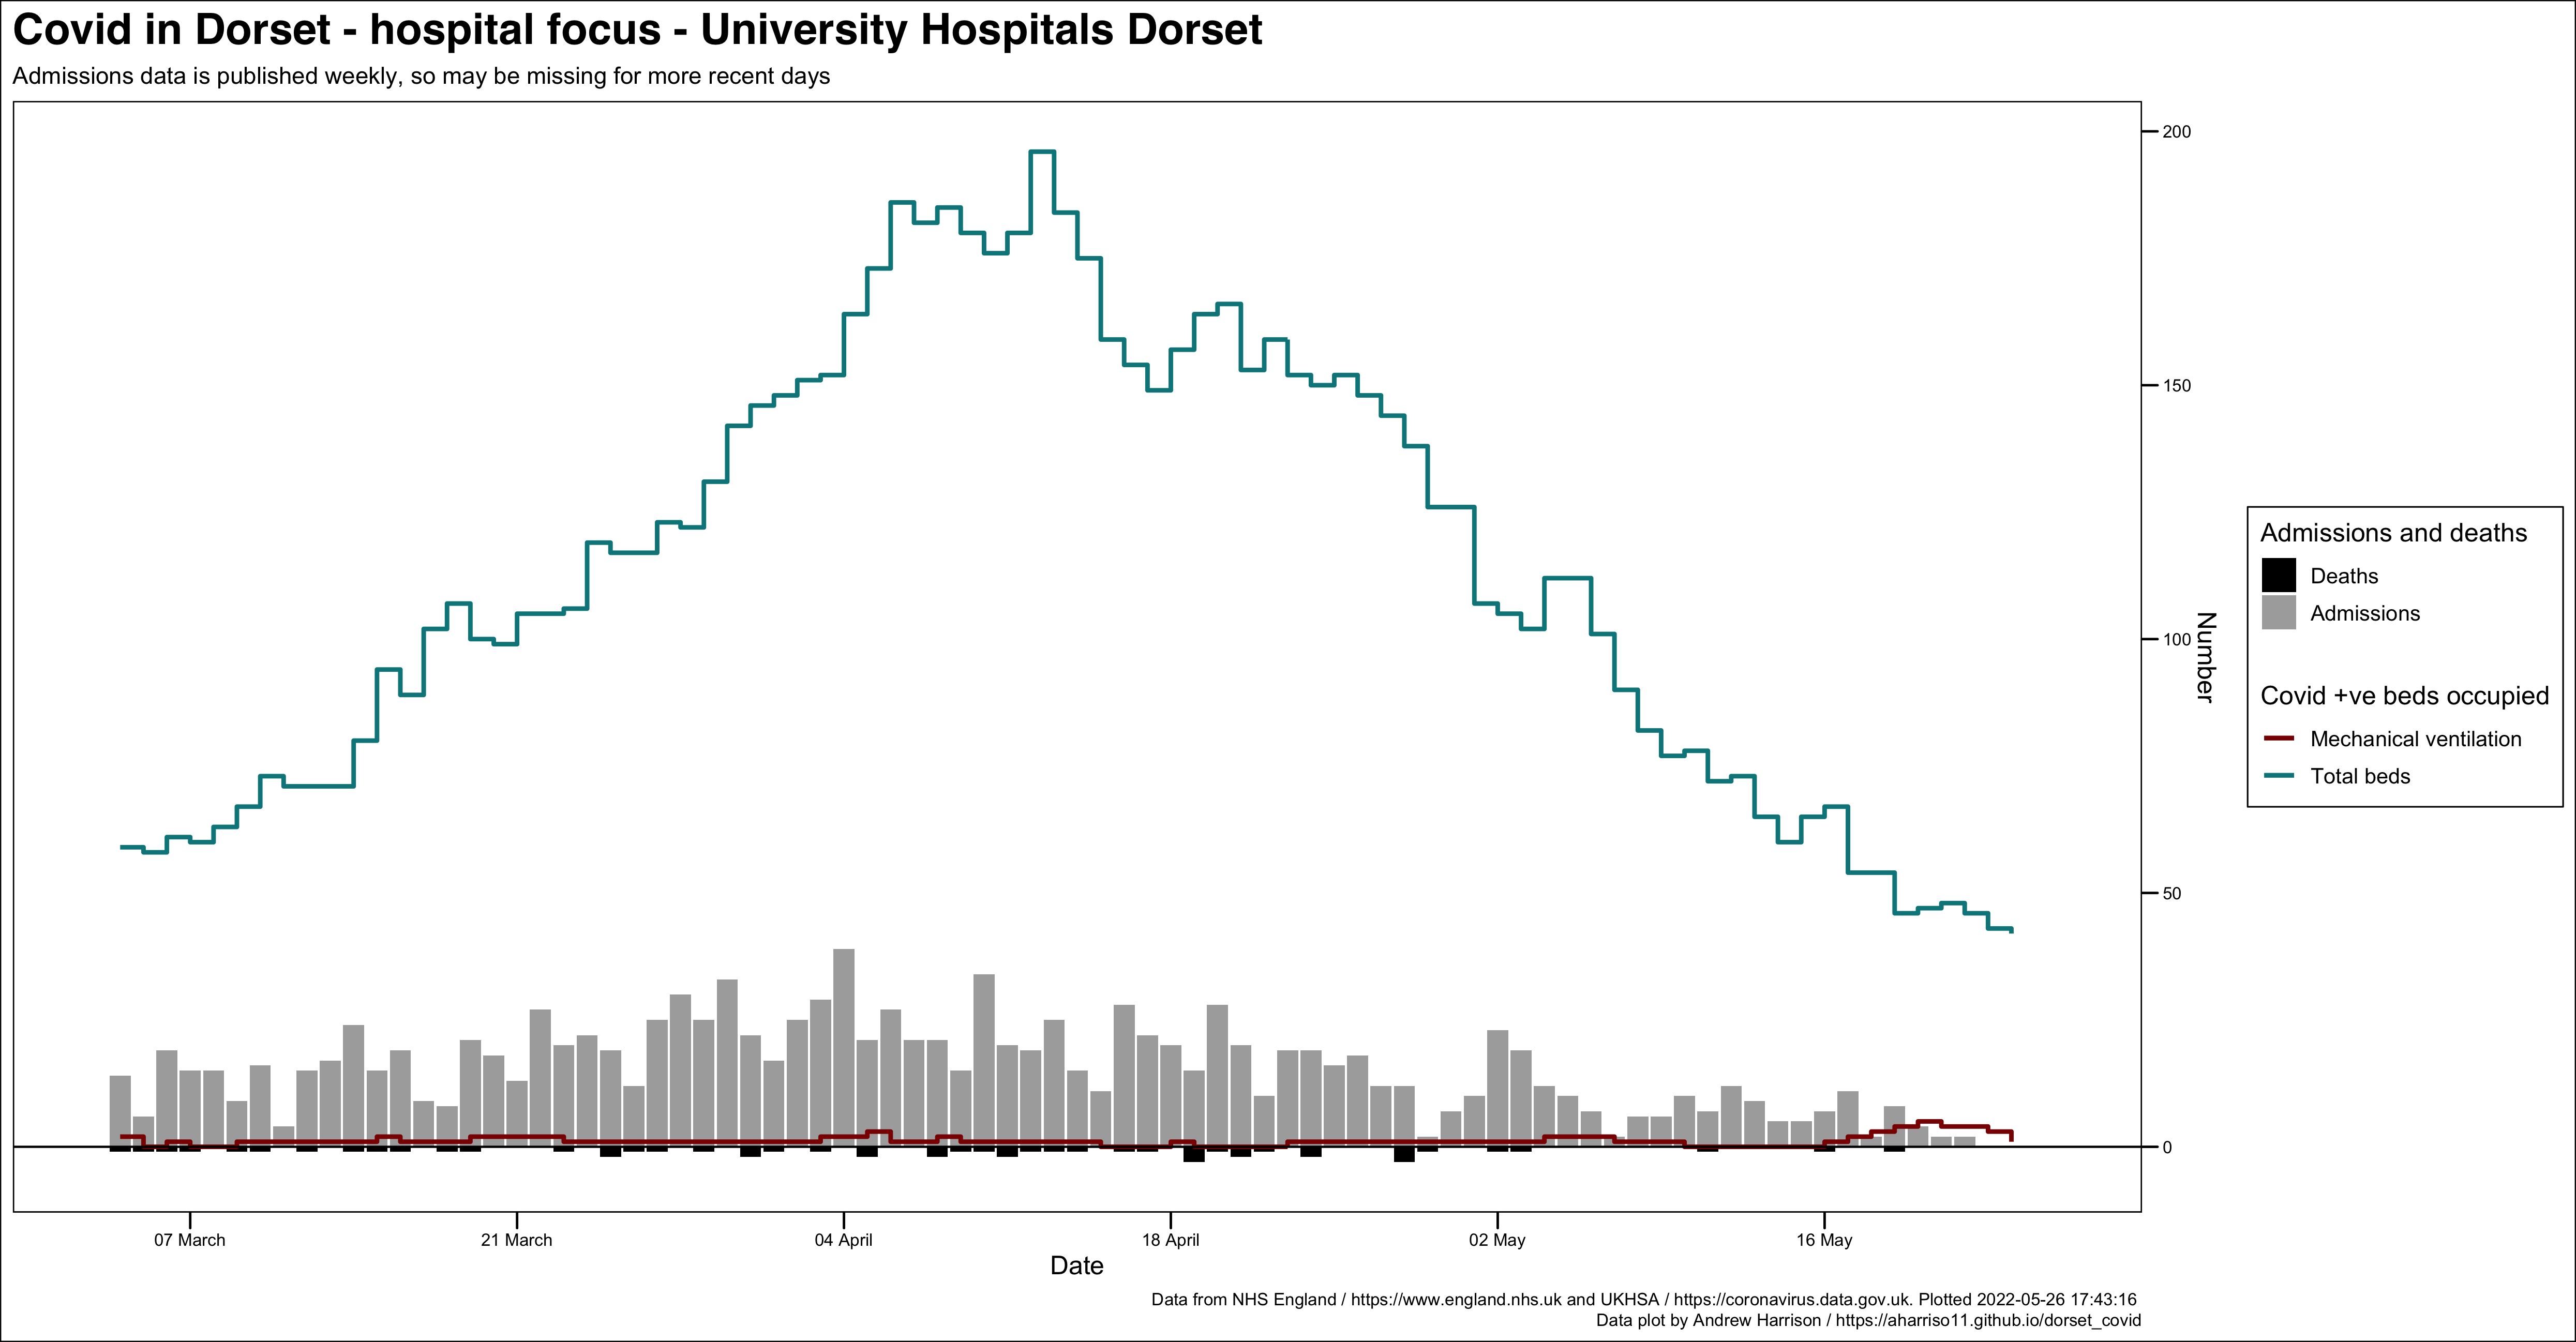 Covid in Dorset - hospital focus - University Hospitals Dorset
Admissions data is published weekly, so may be missing for more recent days
200
150
100
50
0
Number
Admissions and deaths
Deaths
Admissions
Covid +ve beds occupied
Mechanical ventilation
Total beds
07 March
21 March
04 April
18 April
02 May
16 May
Date
Data from NHS England / https://www.england.nhs.uk and UKHSA / https://coronavirus.data.gov.uk. Plotted 2022-05-26 17:43:16
Data plot by Andrew Harrison / https://aharriso11.github.io/dorset_covid